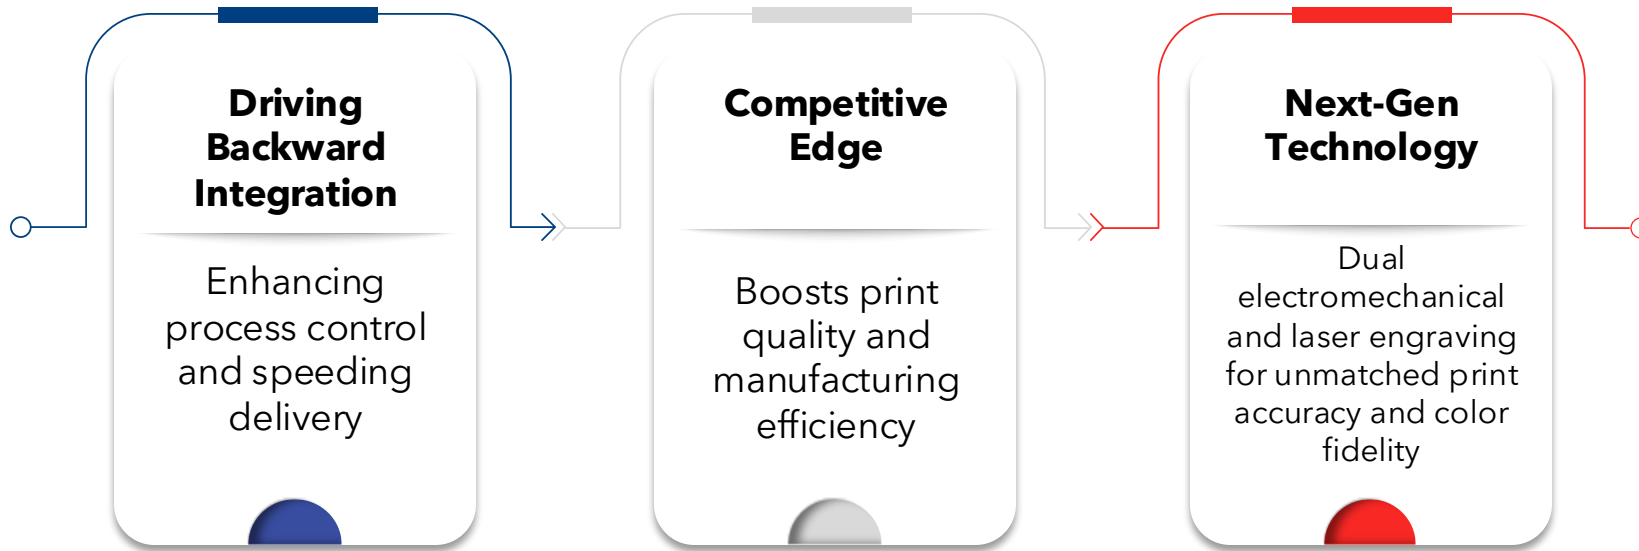 Driving
Backward
Integration
Enhancing
process control
and speeding
delivery
Competitive
Edge
Boosts print
quality and
manufacturing
efficiency
Next-Gen
Technology
Dual
electromechanical
and laser engraving
for unmatched print
accuracy and color
fidelity